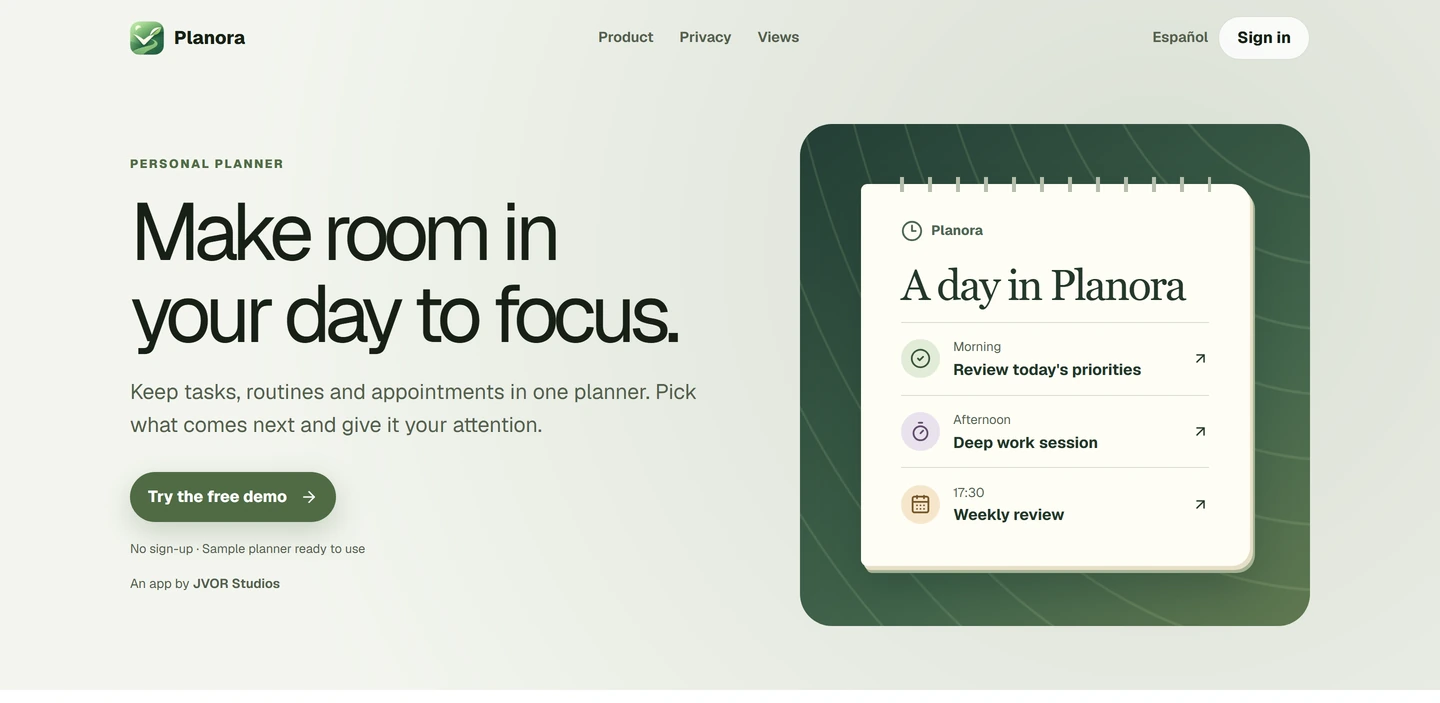 Planora
Product
Privacy
Views
Español
Sign in
PERSONAL PLANNER
Make room in
your day to focus.
Keep tasks, routines and appointments in one planner. Pick
what comes next and give it your attention.
Try the free demo
No sign-up · Sample planner ready to use
An app by JVOR Studios
Planora
A day in Planora
Morning
Review today's priorities
Afternoon
Deep work session
17:30
Weekly review